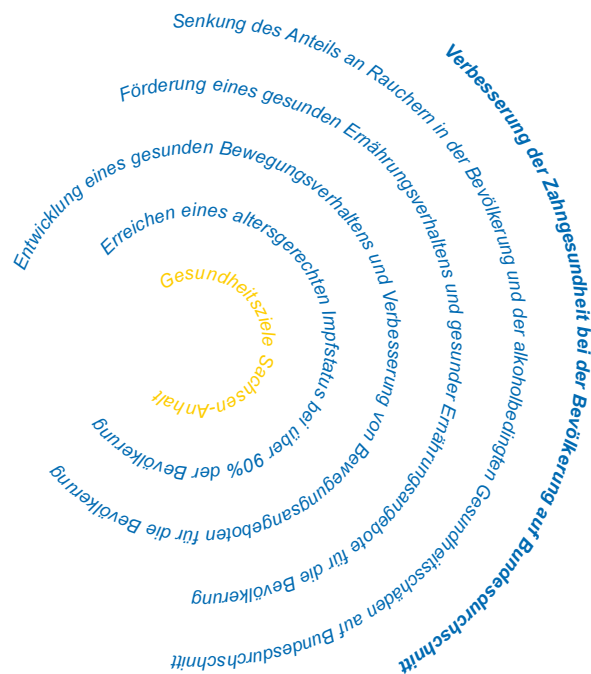 Gesundheitsziele Sachsen-Anhalt
Erreichen eines altersgerechten Impfstatus bei über 90% der Bevölkerung
Entwicklung eines gesunden Bewegungsverhaltens und Verbesserung von Bewegungsangeboten für die Bevölkerung
Förderung eines gesunden Ernährungsverhaltens und gesunder Ernährungsangebote für die Bevölkerung
Senkung des Anteils an Rauchern in der Bevölkerung und der alkoholbedingten Gesundheitsschäden auf Bundesdurchschnitt
Verbesserung der Zahngesundheit bei der Bevölkerung auf Bundesdurchschnitt